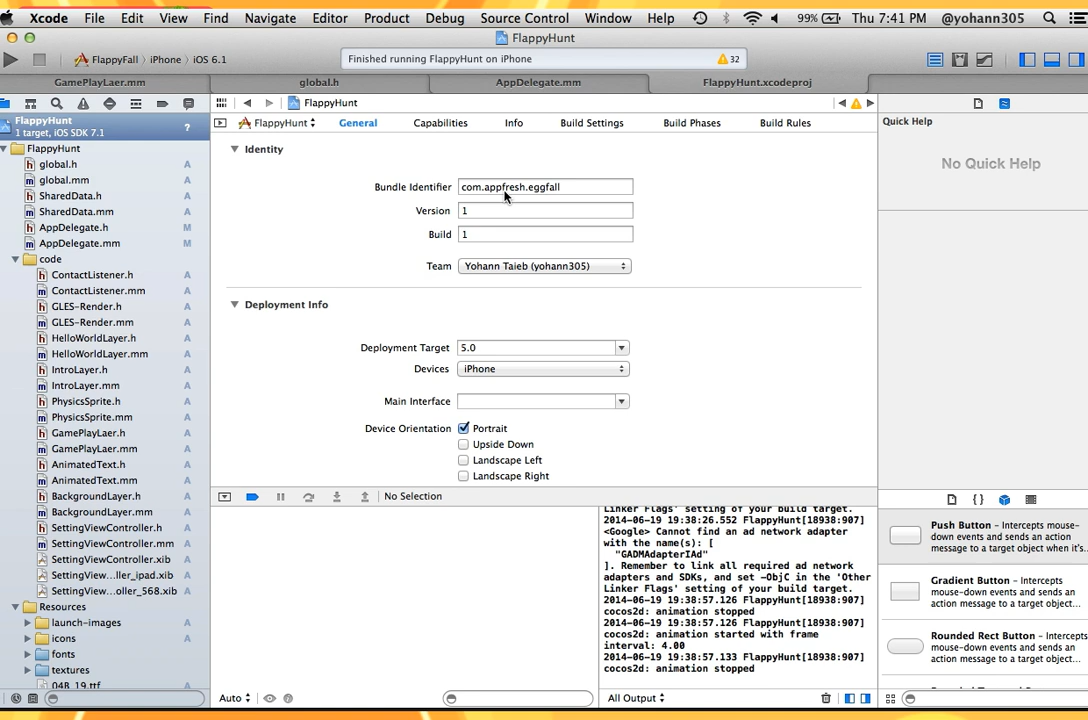 Xcode File Edit View Find Navigate Editor Product Debug Source Control Window Help 99% Thu 7:41 PM @yohann305
FlappyHunt
FlappyFall iPhone iOS 6.1
Finished running FlappyHunt on iPhone 32
GamePlayLaer.mm global.h AppDelegate.mm FlappyHunt.xcodeproj
FlappyHunt
FlappyHunt
1 target, iOS SDK 7.1 ?
FlappyHunt General Capabilities Info Build Settings Build Phases Build Rules
Quick Help
No Quick Help
FlappyHunt
global.h A
global.mm A
SharedData.h A
SharedData.mm A
AppDelegate.h M
AppDelegate.mm M
code
ContactListener.h A
ContactListener.mm A
GLES-Render.h A
GLES-Render.mm A
HelloWorldLayer.h A
HelloWorldLayer.mm A
IntroLayer.h A
IntroLayer.mm A
PhysicsSprite.h A
PhysicsSprite.mm A
GamePlayLaer.h A
GamePlayLaer.mm A
AnimatedText.h A
AnimatedText.mm A
BackgroundLayer.h A
BackgroundLayer.mm A
SettingViewController.h A
SettingViewController.mm A
SettingViewController.xib A
SettingView...ller_ipad.xib A
SettingView...oller_568.xib A
Resources
launch-images A
icons A
fonts A
textures A
04B_19.ttf A
Identity
Bundle Identifier com.appfresh.eggfall
Version 1
Build 1
Team Yohann Taieb (yohann305)
Deployment Info
Deployment Target 5.0
Devices iPhone
Main Interface
Device Orientation Portrait
Upside Down
Landscape Left
Landscape Right
No Selection
Linker Flags' setting of your build target.
2014-06-19 19:38:26.552 FlappyHunt[18938:907]
<Google> Cannot find an ad network adapter
with the name(s): [
"GADMAdapterIAd"
]. Remember to link all required ad network
adapters and SDKs, and set -ObjC in the 'Other
Linker Flags' setting of your build target.
2014-06-19 19:38:57.126 FlappyHunt[18938:907]
cocos2d: animation stopped
2014-06-19 19:38:57.126 FlappyHunt[18938:907]
cocos2d: animation started with frame
interval: 4.00
2014-06-19 19:38:57.133 FlappyHunt[18938:907]
cocos2d: animation stopped
Push Button – Intercepts mouse-
down events and sends an action
message to a target object when it's...
Gradient Button – Intercepts
mouse-down events and sends an
action message to a target object...
Rounded Rect Button – Intercepts
mouse-down events and sends an
action message to a target object...
Auto
All Output